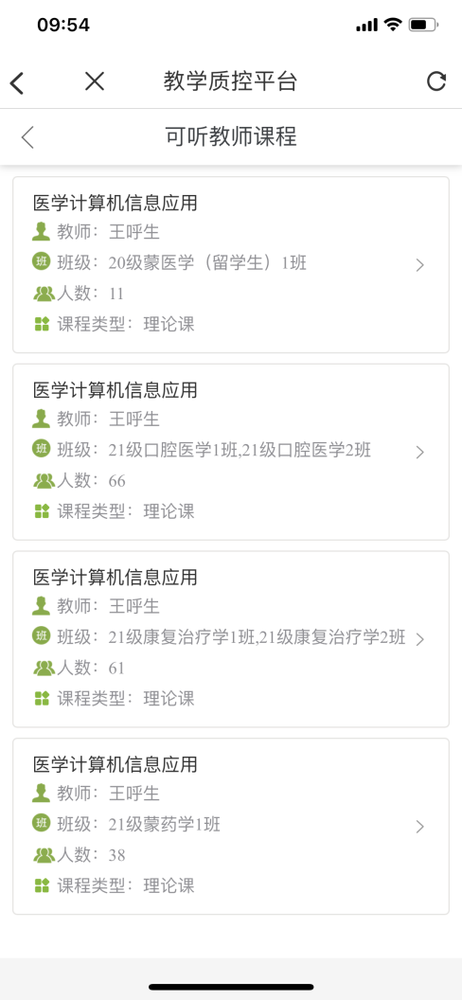 09:54
教学质控平台
可听教师课程
医学计算机信息应用
教师：王呼生
班 班级：20级蒙医学（留学生）1班
人数：11
课程类型：理论课
医学计算机信息应用
教师：王呼生
班 班级：21级口腔医学1班,21级口腔医学2班
人数：66
课程类型：理论课
医学计算机信息应用
教师：王呼生
班 班级：21级康复治疗学1班,21级康复治疗学2班
人数：61
课程类型：理论课
医学计算机信息应用
教师：王呼生
班 班级：21级蒙药学1班
人数：38
课程类型：理论课